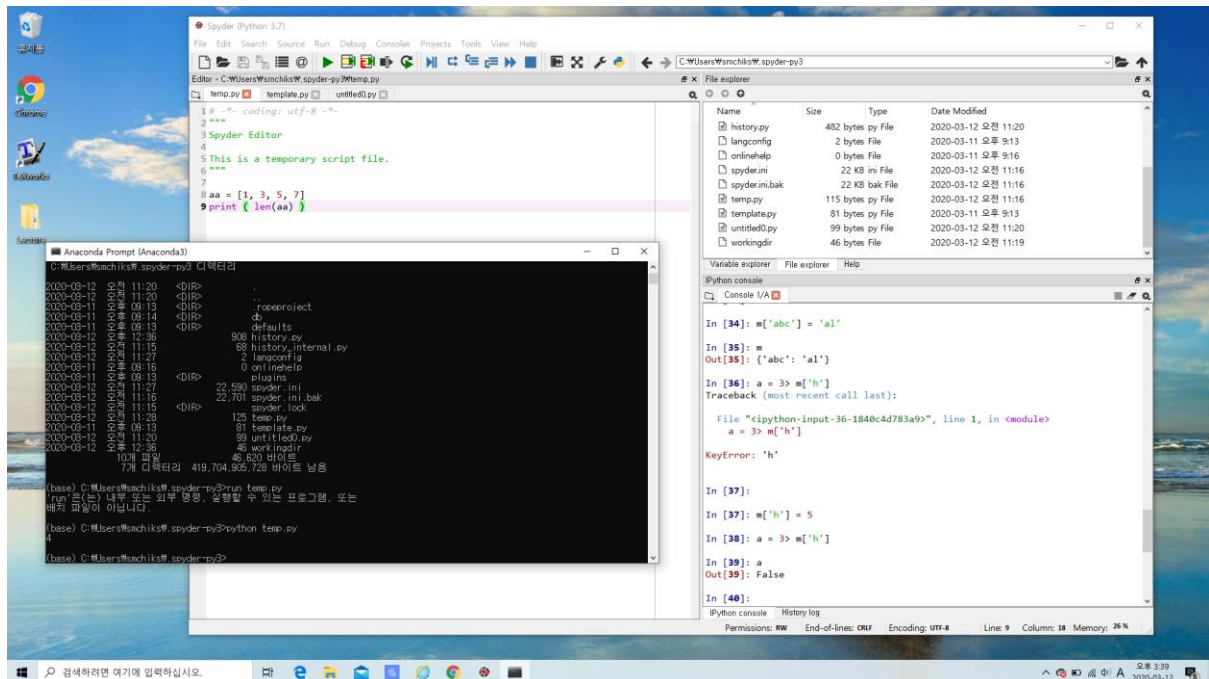 휴지통
Chrome
TeXworks
Lecture
Spyder (Python 3.7)
File Edit Search Source Run Debug Consoles Projects Tools View Help
C:₩Users₩smchiks₩.spyder-py3
Editor - C:₩Users₩smchiks₩.spyder-py3₩temp.py
temp.py template.py untitled0.py
1 # -*- coding: utf-8 -*-
2 """
3 Spyder Editor
4
5 This is a temporary script file.
6 """
7
8 aa = [1, 3, 5, 7]
9 print ( len(aa) )
File explorer
Name Size Type Date Modified
history.py 482 bytes py File 2020-03-12 오전 11:20
langconfig 2 bytes File 2020-03-11 오후 9:13
onlinehelp 0 bytes File 2020-03-11 오후 9:16
spyder.ini 22 KB ini File 2020-03-12 오전 11:16
spyder.ini.bak 22 KB bak File 2020-03-12 오전 11:16
temp.py 115 bytes py File 2020-03-12 오전 11:16
template.py 81 bytes py File 2020-03-11 오후 9:13
untitled0.py 99 bytes py File 2020-03-12 오전 11:20
workingdir 46 bytes File 2020-03-12 오전 11:19
Variable explorer File explorer Help
IPython console
Console 1/A
In [34]: m['abc'] = 'al'
In [35]: m
Out[35]: {'abc': 'al'}
In [36]: a = 3> m['h']
Traceback (most recent call last):
File "<ipython-input-36-1840c4d783a9>", line 1, in <module>
a = 3> m['h']
KeyError: 'h'
In [37]:
In [37]: m['h'] = 5
In [38]: a = 3> m['h']
In [39]: a
Out[39]: False
In [40]:
IPython console History log
Permissions: RW End-of-lines: CRLF Encoding: UTF-8 Line: 9 Column: 18 Memory: 26 %
Anaconda Prompt (Anaconda3)
C:₩Users₩smchiks₩.spyder-py3 디렉터리
2020-03-12 오전 11:20 <DIR> .
2020-03-12 오전 11:20 <DIR> ..
2020-03-11 오후 09:13 <DIR> .ropeproject
2020-03-11 오후 09:14 <DIR> db
2020-03-11 오후 09:13 <DIR> defaults
2020-03-12 오후 12:36 908 history.py
2020-03-12 오전 11:15 68 history_internal.py
2020-03-12 오전 11:27 2 langconfig
2020-03-11 오후 09:16 0 onlinehelp
2020-03-11 오후 09:13 <DIR> plugins
2020-03-12 오전 11:27 22,590 spyder.ini
2020-03-12 오전 11:16 22,701 spyder.ini.bak
2020-03-12 오전 11:15 <DIR> spyder.lock
2020-03-12 오전 11:28 125 temp.py
2020-03-11 오후 09:13 81 template.py
2020-03-12 오전 11:20 99 untitled0.py
2020-03-12 오후 12:36 46 workingdir
10개 파일 46,620 바이트
7개 디렉터리 419,704,905,728 바이트 남음
(base) C:₩Users₩smchiks₩.spyder-py3>run temp.py
'run'은(는) 내부 또는 외부 명령, 실행할 수 있는 프로그램, 또는
배치 파일이 아닙니다.
(base) C:₩Users₩smchiks₩.spyder-py3>python temp.py
4
(base) C:₩Users₩smchiks₩.spyder-py3>
검색하려면 여기에 입력하십시오.
A
오후 3:39
2020-03-12